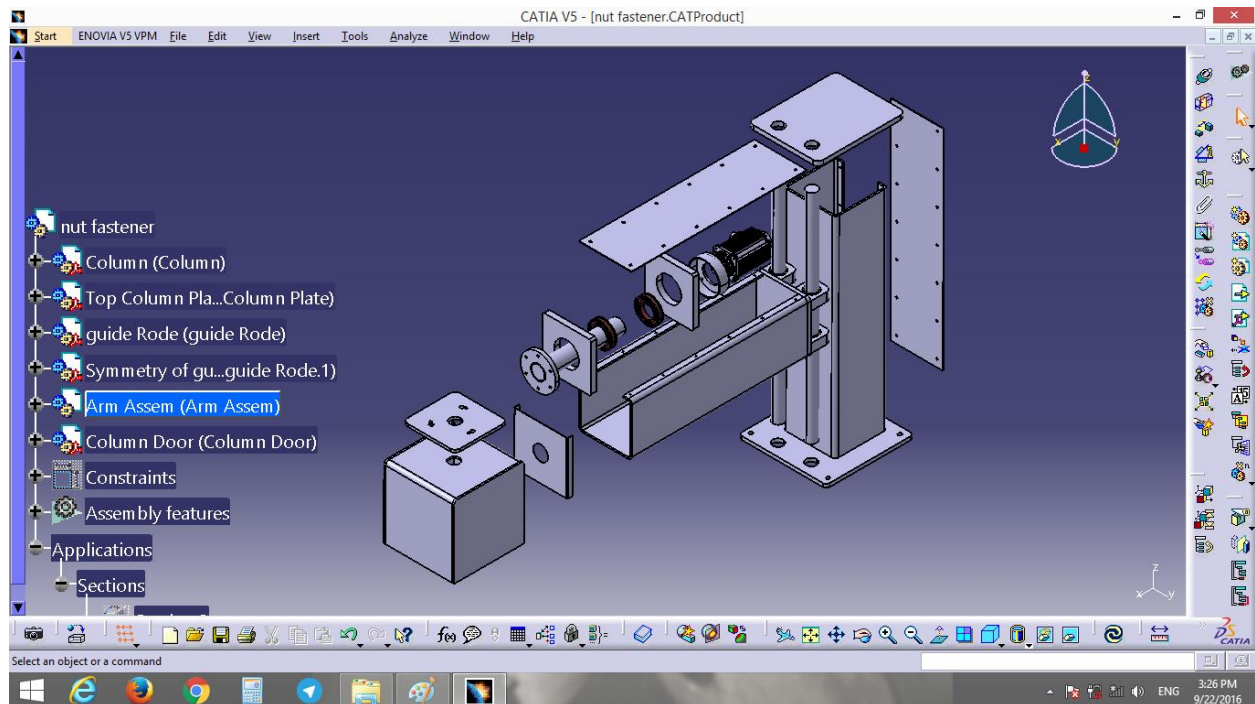 CATIA V5 - [nut fastener.CATProduct]
Start ENOVIA V5 VPM File Edit View Insert Tools Analyze Window Help
z
x y
nut fastener
Column (Column)
Top Column Pla...Column Plate)
guide Rode (guide Rode)
Symmetry of gu...guide Rode.1)
Arm Assem (Arm Assem)
Column Door (Column Door)
Constraints
Assembly features
Applications
Sections
z
x y
f(x)
CATIA
Select an object or a command
ENG
3:26 PM
9/22/2016